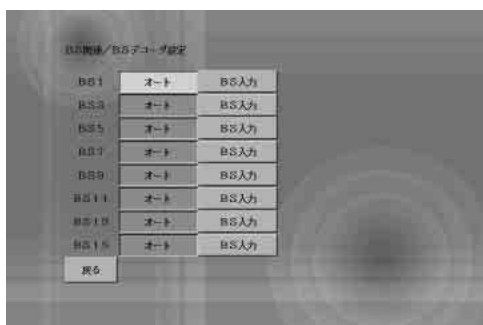 BS関連/BSデコーダ設定
BS1 オート BS入力
BS3 オート BS入力
BS5 オート BS入力
BS7 オート BS入力
BS9 オート BS入力
BS11 オート BS入力
BS13 オート BS入力
BS15 オート BS入力
戻る